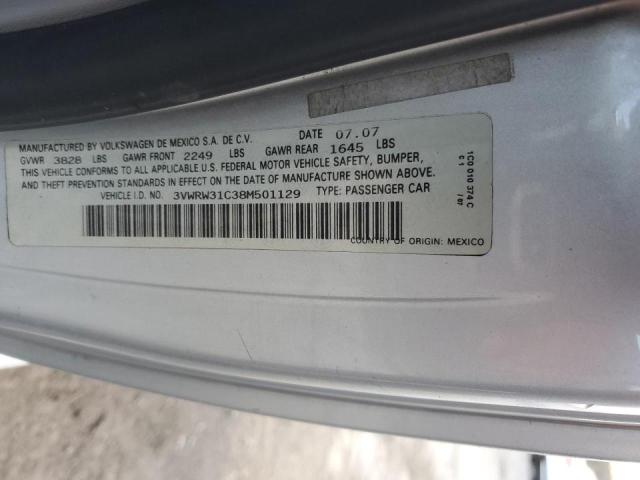 MANUFACTURED BY VOLKSWAGEN DE MEXICO S.A. DE C.V. DATE 07.07
GVWR 3828 LBS GAWR FRONT 2249 LBS GAWR REAR 1645 LBS
THIS VEHICLE CONFORMS TO ALL APPLICABLE U.S. FEDERAL MOTOR VEHICLE SAFETY, BUMPER,
AND THEFT PREVENTION STANDARDS IN EFFECT ON THE DATE OF MANUFACTURE SHOWN ABOVE.
VEHICLE I.D. NO. 3VWRW31C38M501129 TYPE: PASSENGER CAR
COUNTRY OF ORIGIN: MEXICO
1C0 010 374 C